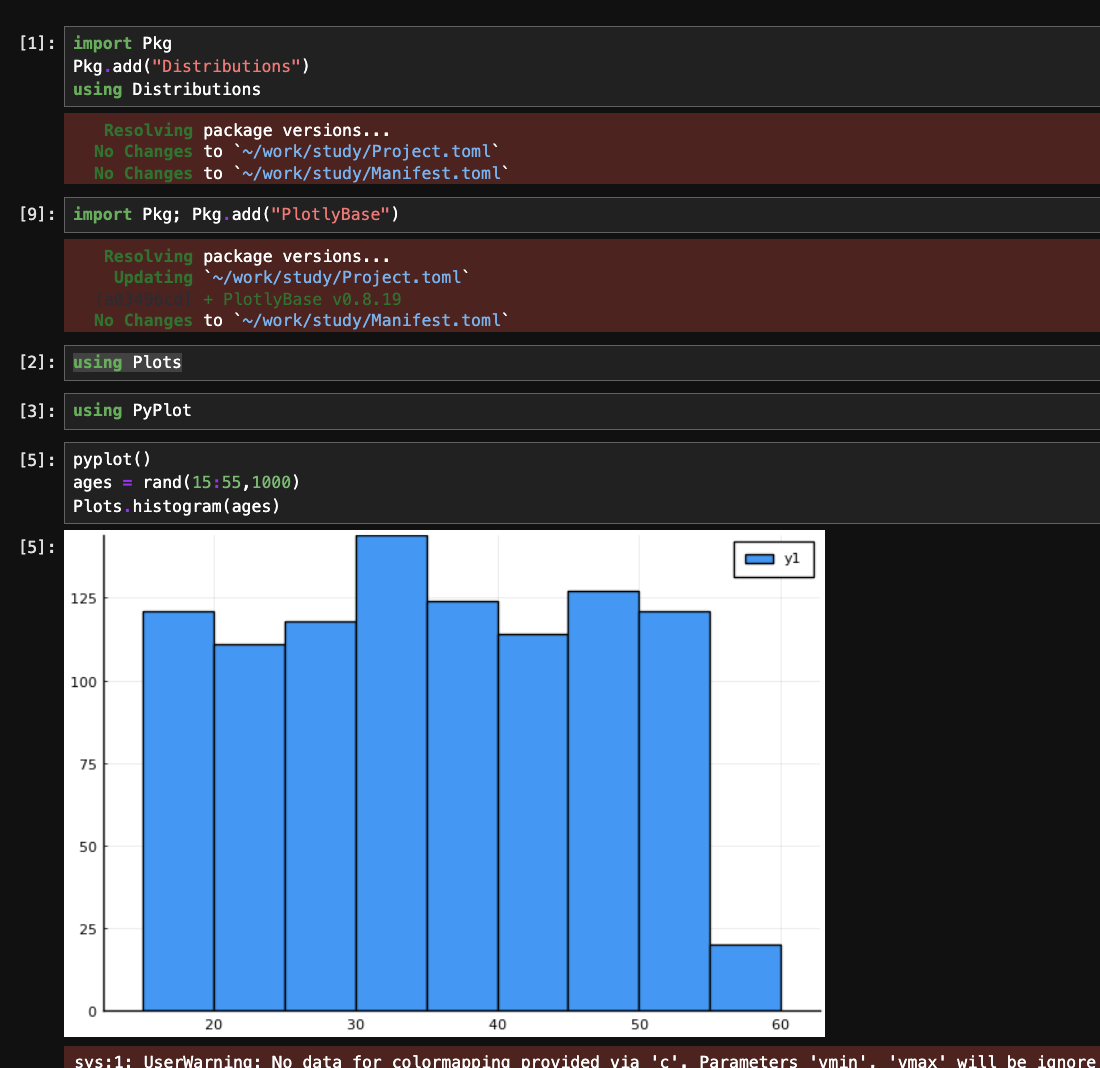 [1]:
import Pkg
Pkg.add("Distributions")
using Distributions
Resolving package versions...
No Changes to `~/work/study/Project.toml`
No Changes to `~/work/study/Manifest.toml`
[9]:
import Pkg; Pkg.add("PlotlyBase")
Resolving package versions...
Updating `~/work/study/Project.toml`
+ PlotlyBase v0.8.19
No Changes to `~/work/study/Manifest.toml`
[2]:
using Plots
[3]:
using PyPlot
[5]:
pyplot()
ages = rand(15:55,1000)
Plots.histogram(ages)
[5]:
y1
125
100
75
50
25
0
20 30 40 50 60
sys:1: UserWarning: No data for colormapping provided via 'c'. Parameters 'vmin', 'vmax' will be ignore